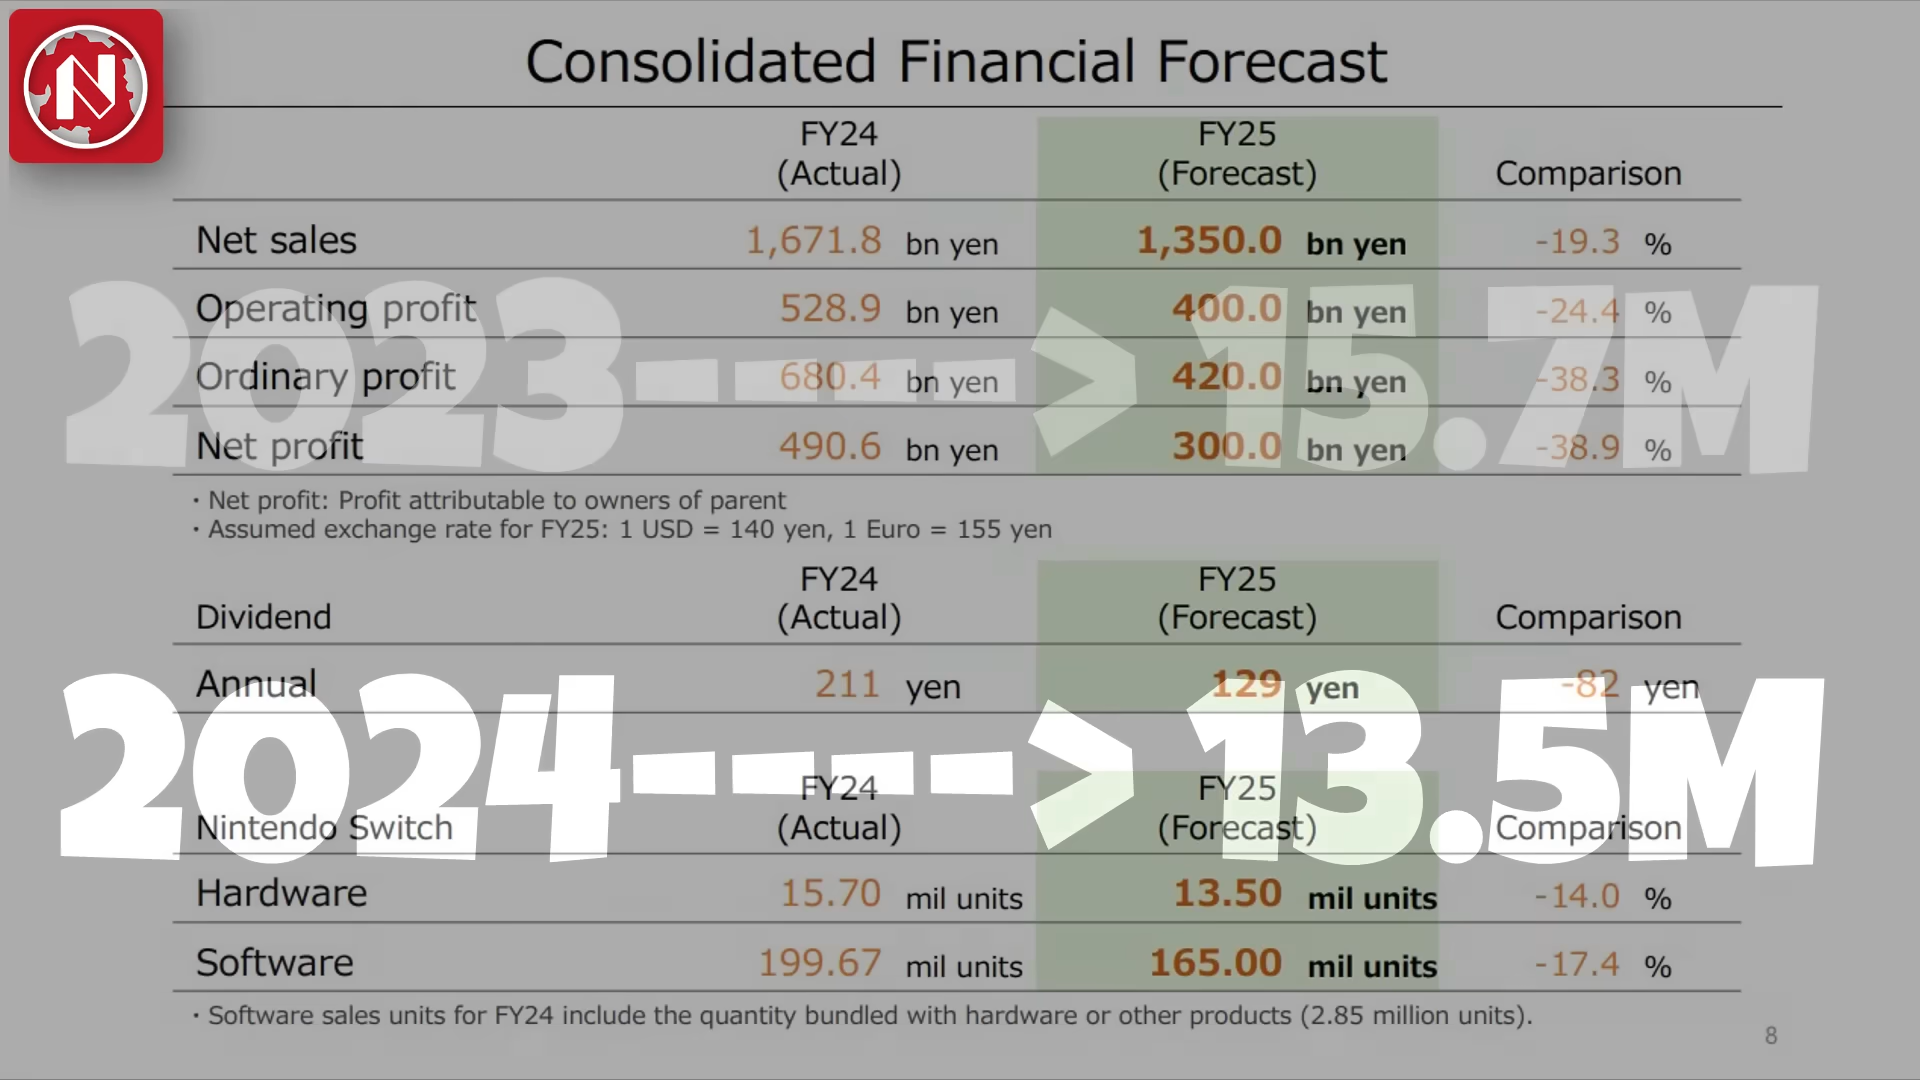 N
Consolidated Financial Forecast
FY24 (Actual) FY25 (Forecast) Comparison
Net sales 1,671.8 bn yen 1,350.0 bn yen -19.3 %
Operating profit 528.9 bn yen 400.0 bn yen -24.4 %
2023----> 15.7M
Ordinary profit 680.4 bn yen 420.0 bn yen -38.3 %
Net profit 490.6 bn yen 300.0 bn yen -38.9 %
・Net profit: Profit attributable to owners of parent
・Assumed exchange rate for FY25: 1 USD = 140 yen, 1 Euro = 155 yen
Dividend FY24 (Actual) FY25 (Forecast) Comparison
Annual 211 yen 129 yen -82 yen
2024----> 13.5M
Nintendo Switch FY24 (Actual) FY25 (Forecast) Comparison
Hardware 15.70 mil units 13.50 mil units -14.0 %
Software 199.67 mil units 165.00 mil units -17.4 %
・Software sales units for FY24 include the quantity bundled with hardware or other products (2.85 million units).
8